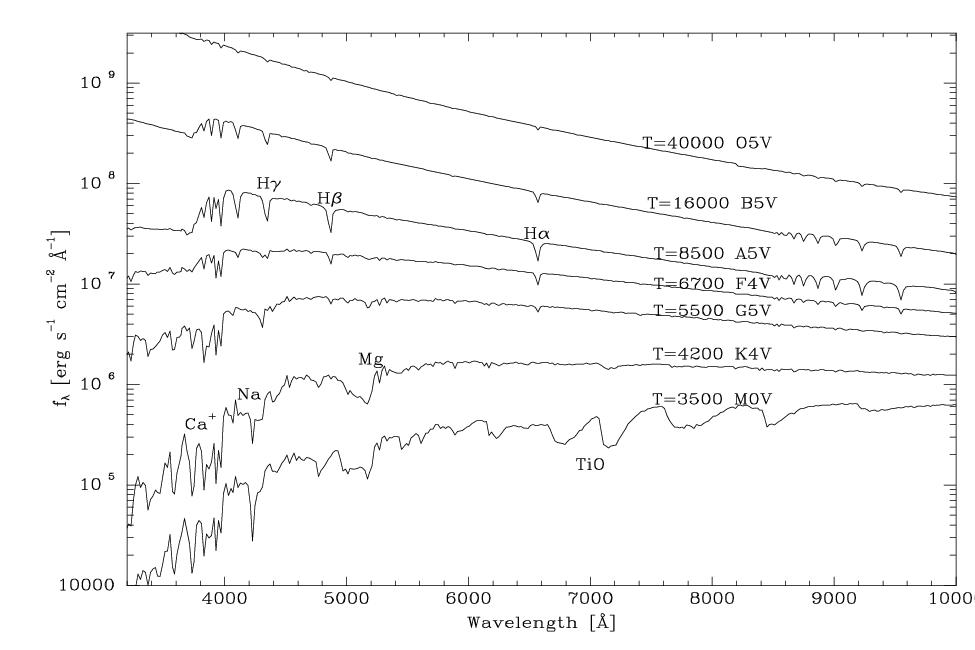 10⁹
T=40000 O5V
10⁸
Hγ
Hβ
T=16000 B5V
Hα
T=8500 A5V
10⁷
T=6700 F4V
T=5500 G5V
T=4200 K4V
Mg
10⁶
Na
T=3500 M0V
Ca⁺
TiO
10⁵
10000
f_λ [erg s⁻¹ cm⁻² Å⁻¹]
4000 5000 6000 7000 8000 9000 1000
Wavelength [Å]